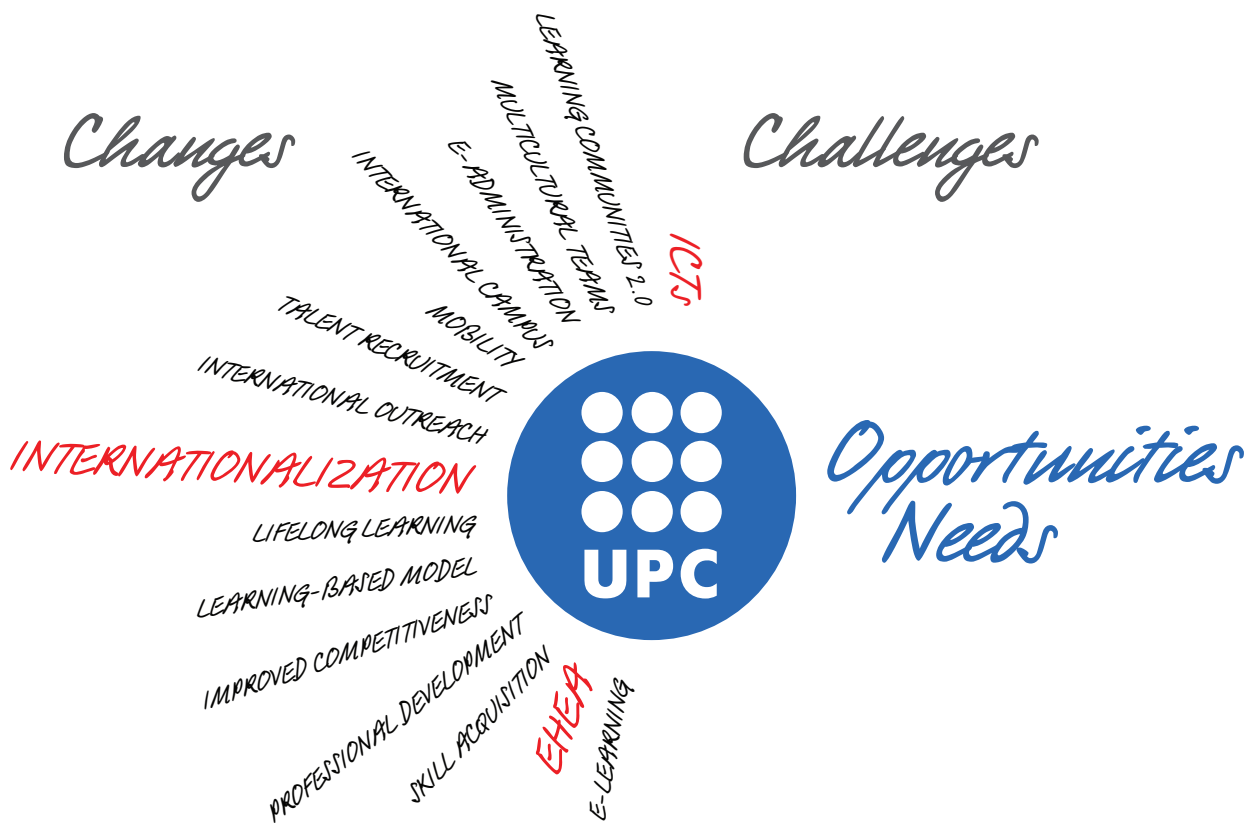 Changes
Challenges
LEARNING COMMUNITIES 2.0
MULTICULTURAL TEAMS
E-ADMINISTRATION
INTERNATIONAL CAMPUS
MOBILITY
TALENT RECRUITMENT
INTERNATIONAL OUTREACH
INTERNATIONALIZATION
LIFELONG LEARNING
LEARNING-BASED MODEL
IMPROVED COMPETITIVENESS
PROFESSIONAL DEVELOPMENT
SKILL ACQUISITION
EHEA
E-LEARNING
ICTs
UPC
Opportunities
Needs